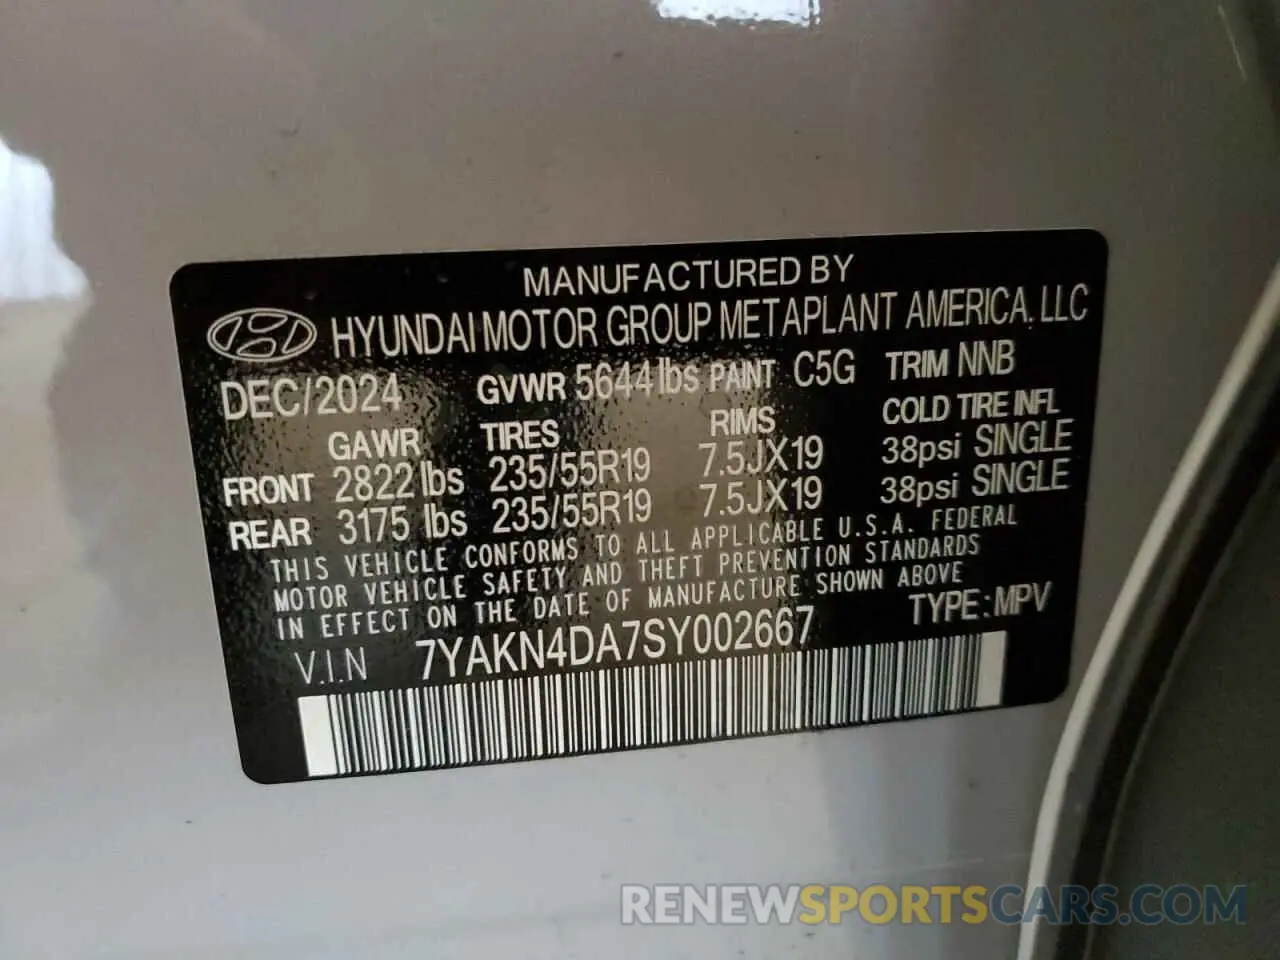 MANUFACTURED BY
HYUNDAI MOTOR GROUP METAPLANT AMERICA. LLC
DEC/2024 GVWR 5644 lbs PAINT C5G TRIM NNB
GAWR TIRES RIMS COLD TIRE INFL
FRONT 2822 lbs 235/55R19 7.5JX19 38psi SINGLE
REAR 3175 lbs 235/55R19 7.5JX19 38psi SINGLE
THIS VEHICLE CONFORMS TO ALL APPLICABLE U.S.A. FEDERAL
MOTOR VEHICLE SAFETY AND THEFT PREVENTION STANDARDS
IN EFFECT ON THE DATE OF MANUFACTURE SHOWN ABOVE
V.I.N 7YAKN4DA7SY002667 TYPE: MPV
RENEWSPORTSCARS.COM